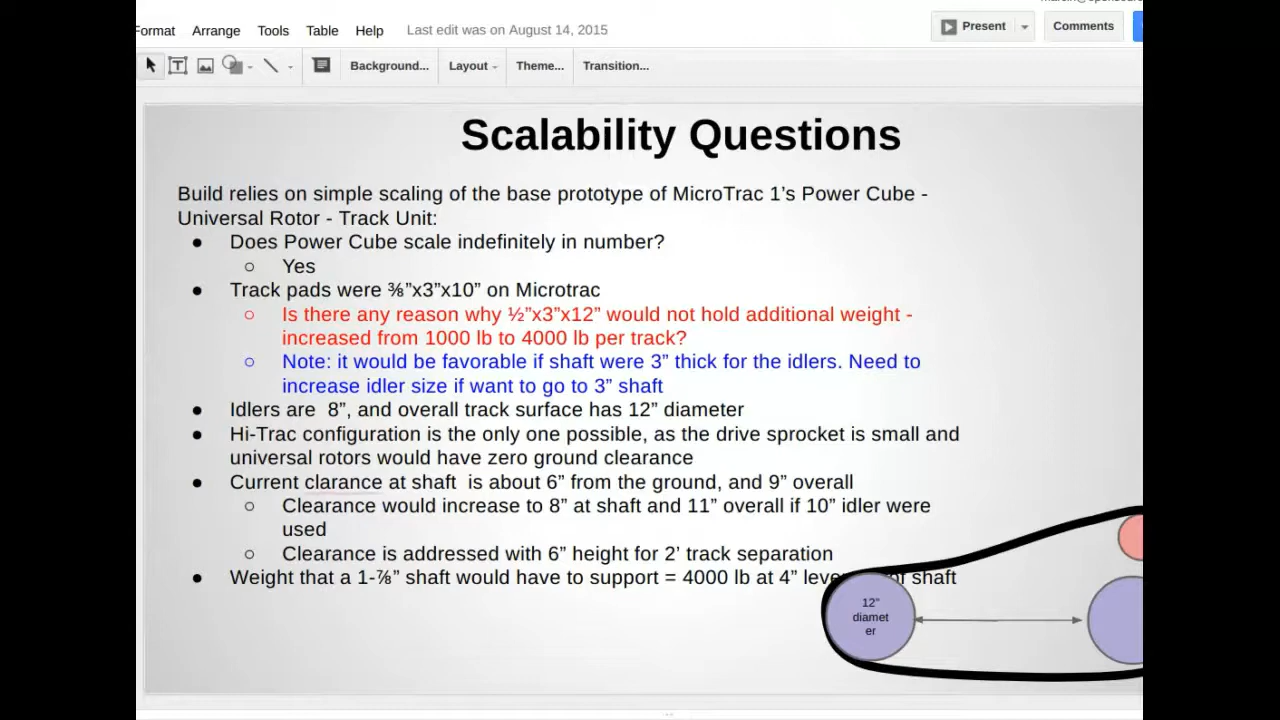 Format Arrange Tools Table Help Last edit was on August 14, 2015
Present Comments
Background... Layout Theme... Transition...
Scalability Questions
Build relies on simple scaling of the base prototype of MicroTrac 1’s Power Cube -
Universal Rotor - Track Unit:
● Does Power Cube scale indefinitely in number?
○ Yes
● Track pads were ⅜”x3”x10” on Microtrac
○ Is there any reason why ½”x3”x12” would not hold additional weight -
increased from 1000 lb to 4000 lb per track?
○ Note: it would be favorable if shaft were 3” thick for the idlers. Need to
increase idler size if want to go to 3” shaft
● Idlers are 8”, and overall track surface has 12” diameter
● Hi-Trac configuration is the only one possible, as the drive sprocket is small and
universal rotors would have zero ground clearance
● Current clarance at shaft is about 6” from the ground, and 9” overall
○ Clearance would increase to 8” at shaft and 11” overall if 10” idler were
used
○ Clearance is addressed with 6” height for 2’ track separation
● Weight that a 1-⅞” shaft would have to support = 4000 lb at 4” of shaft
12”
diamet
er